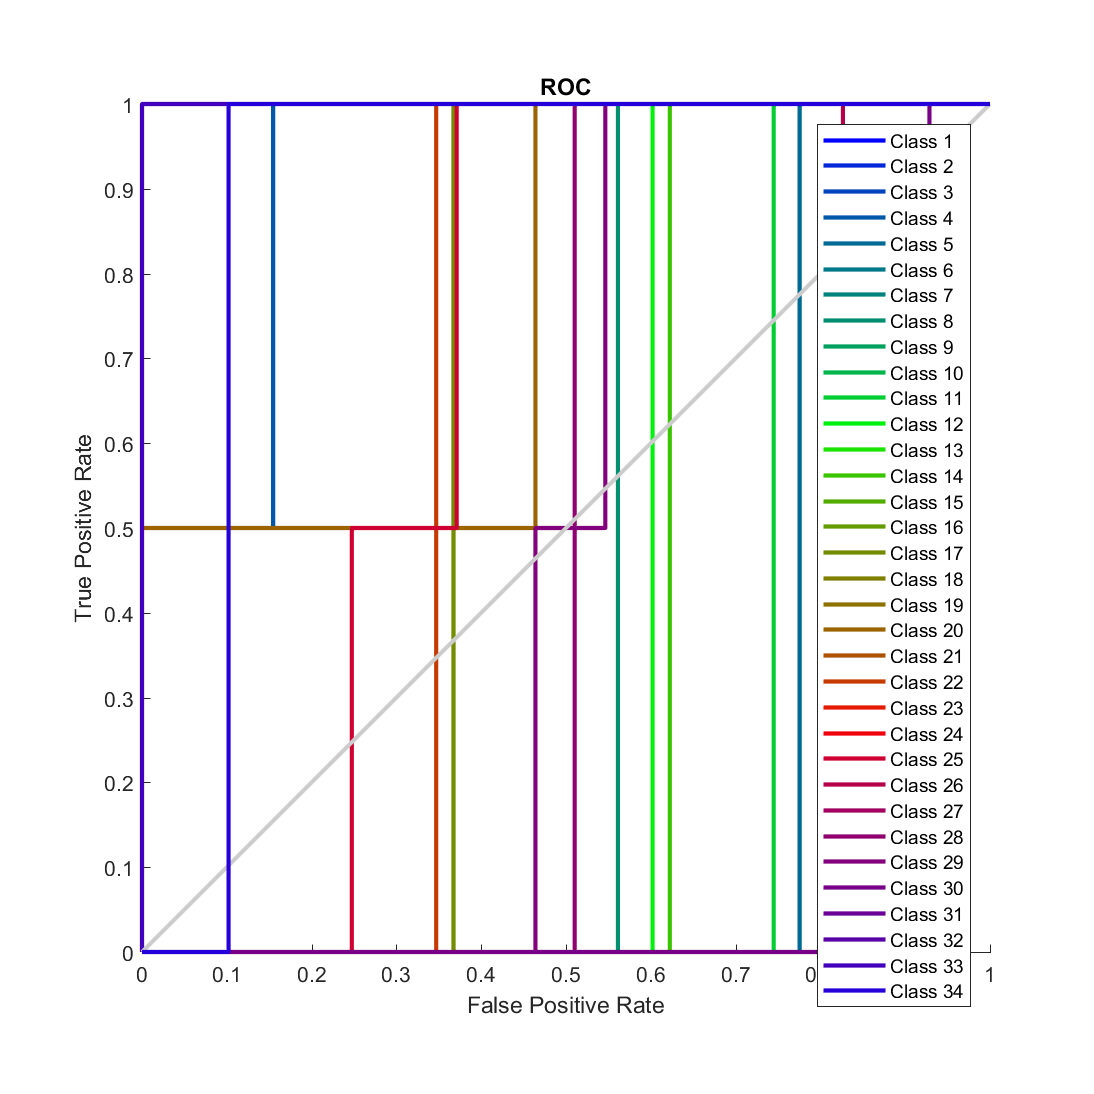 ROC
1
0.9
0.8
0.7
0.6
0.5
0.4
0.3
0.2
0.1
0
True Positive Rate
0 0.1 0.2 0.3 0.4 0.5 0.6 0.7 1
False Positive Rate
Class 1
Class 2
Class 3
Class 4
Class 5
Class 6
Class 7
Class 8
Class 9
Class 10
Class 11
Class 12
Class 13
Class 14
Class 15
Class 16
Class 17
Class 18
Class 19
Class 20
Class 21
Class 22
Class 23
Class 24
Class 25
Class 26
Class 27
Class 28
Class 29
Class 30
Class 31
Class 32
Class 33
Class 34